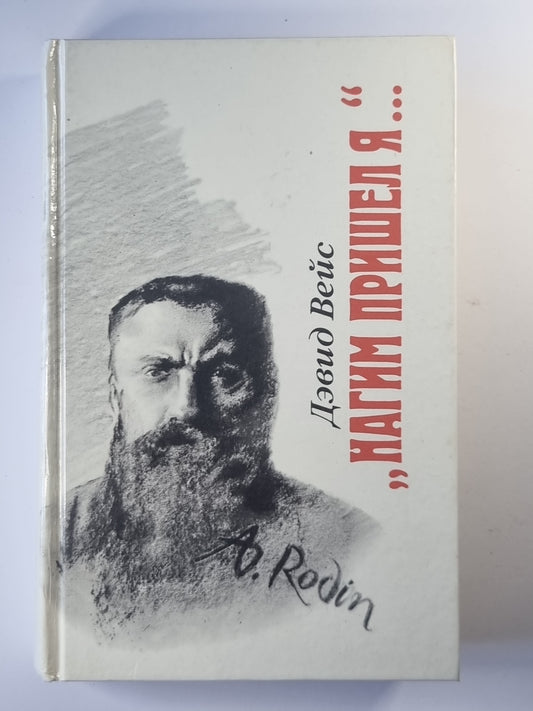 Дэвид Вейс
„НАГИМ ПРИШЕЛ Я...“
A. Rodin